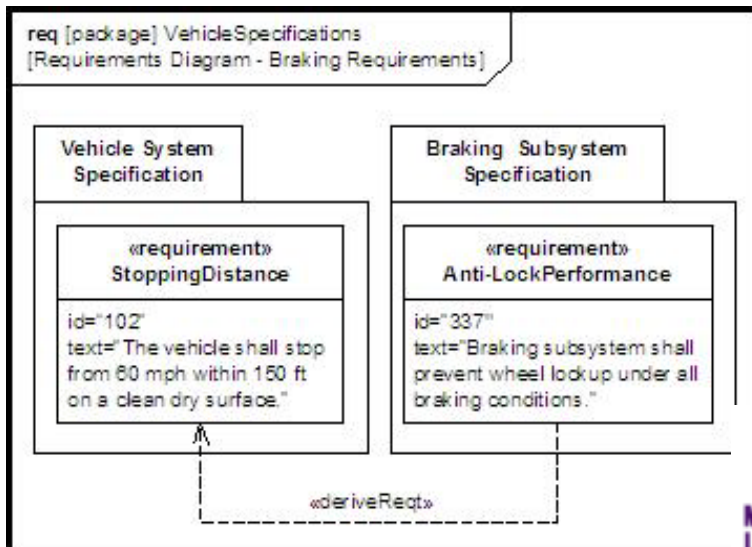 req [package] VehicleSpecifications
[Requirements Diagram - Braking Requirements]
Vehicle System
Specification
Braking Subsystem
Specification
«requirement»
StoppingDistance
id="102"
text="The vehicle shall stop
from 60 mph within 150 ft
on a clean dry surface."
«requirement»
Anti-LockPerformance
id="337"
text="Braking subsystem shall
prevent wheel lockup under all
braking conditions."
«deriveReqt»